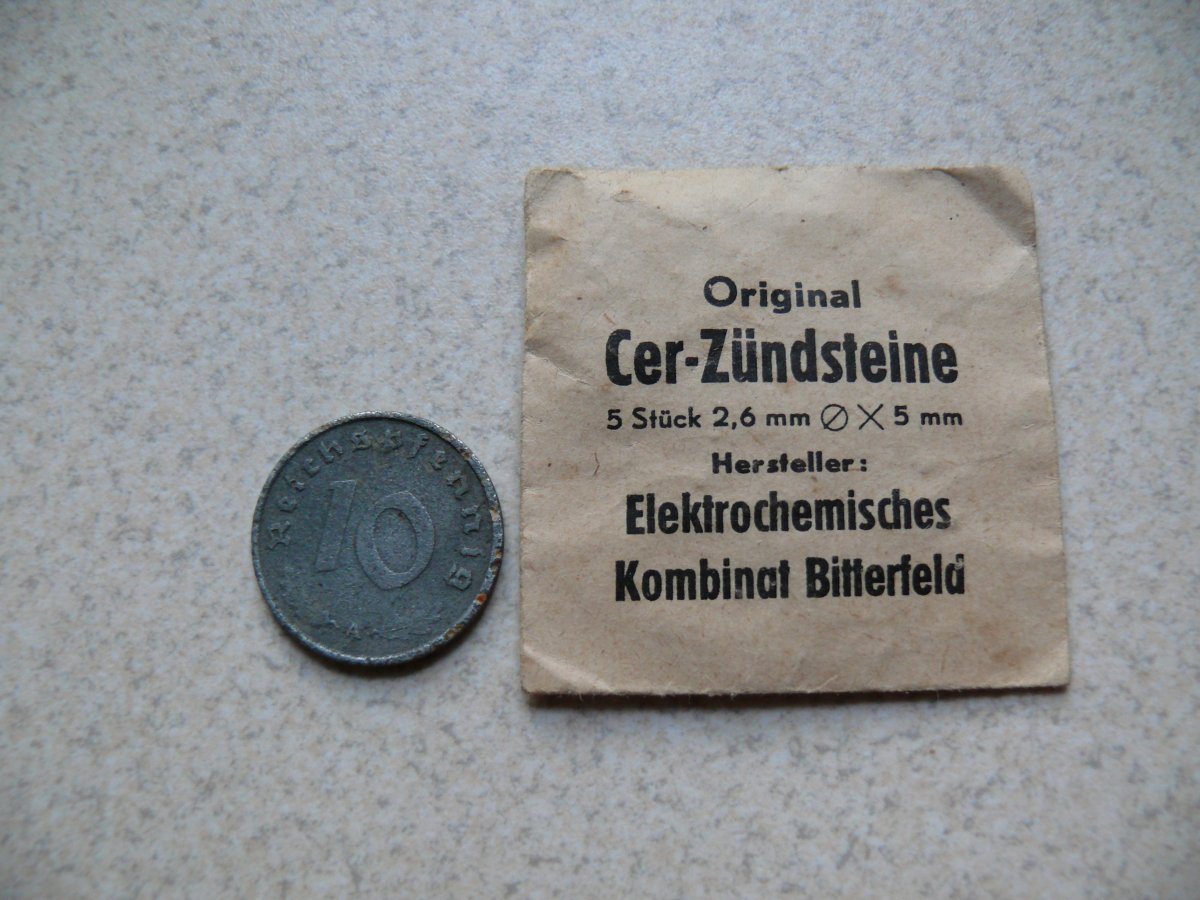 Reichspfennig
10
A
Original
Cer-Zündsteine
5 Stück 2,6 mm ∅ X 5 mm
Hersteller:
Elektrochemisches
Kombinat Bitterfeld